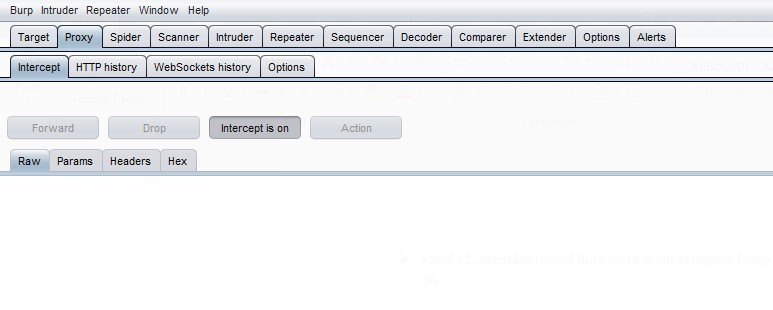 Burp Intruder Repeater Window Help
Target Proxy Spider Scanner Intruder Repeater Sequencer Decoder Comparer Extender Options Alerts
Intercept HTTP history WebSockets history Options
Forward Drop Intercept is on Action
Raw Params Headers Hex